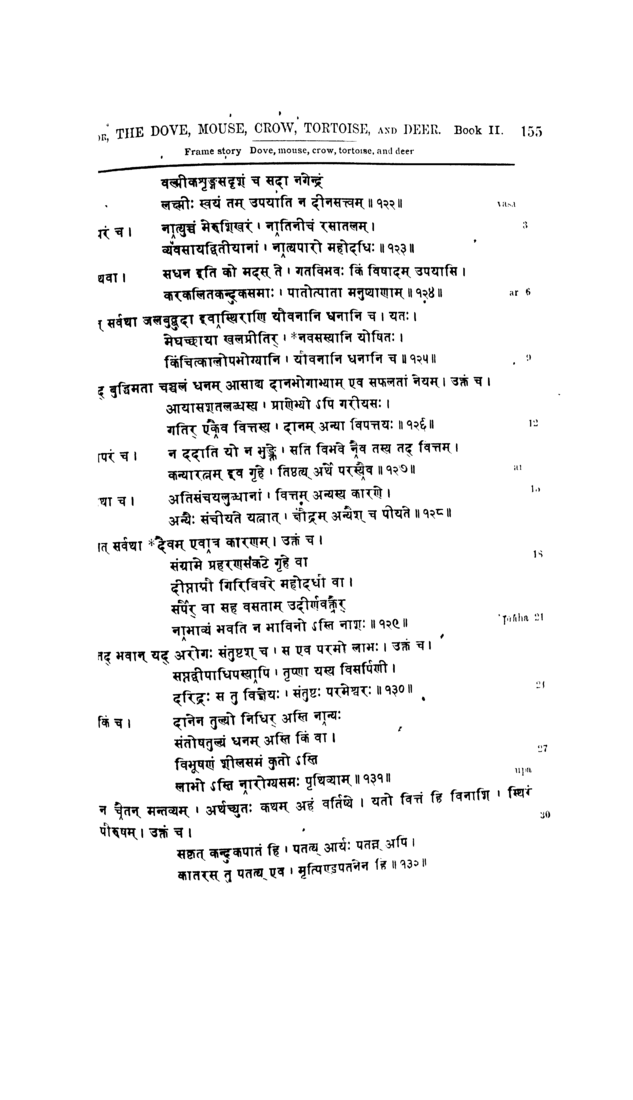 OR, THE DOVE, MOUSE, CROW, TORTOISE, AND DEER. Book II. 155
Frame story Dove, mouse, crow, tortoise, and deer
वल्मीकशृङ्गसदृशं च सदा नगेन्द्रं
लक्ष्मीः स्वयं तम् उपयाति न दीनसत्त्वम् ॥ १२२॥ vasa
परं च । नात्युच्चं मेरुशिखरं । नातिनीचं रसातलम् । 3
व्यवसायद्वितीयानां । नात्यपारो महोदधिः ॥ १२३॥
थवा । सधन इति को मदस् ते । गतविभवः किं विषादम् उपयासि ।
करकलितकन्दुकसमाः । पातोत्पाता मनुष्याणाम् ॥ १२४॥ ar 6
सर्वथा जलबुद्बुदा इवास्थिराणि यौवनानि धनानि च । यतः ।
मेघच्छाया खलप्रीतिर् । *नवसस्यानि योषितः ।
किंचित्कालोपभोग्यानि । यौवनानि धनानि च ॥ १२५॥ 9
द् बुद्धिमता चञ्चलं धनम् आसाद्य दानभोगाभ्याम् एव सफलतां नेयम् । उक्तं च ।
आयासशतलब्धस्य । प्राणेभ्यो ऽपि गरीयसः ।
गतिर् एकैव वित्तस्य । दानम् अन्या विपत्तयः ॥ १२६॥ 12
पपरं च । न ददाति यो न भुङ्क्ते । सति विभवे नैव तस्य तद् वित्तम् ।
कन्यारत्नम् इव गृहे । तिष्ठत्य् अर्थे परस्यैव ॥ १२७॥ ar
था च । अतिसंचयलुब्धानां । वित्तम् अन्यस्य कारणे । 15
अन्यैः संचीयते यत्नात् । चौद्रम् अन्यैश् च पीयते ॥ १२८॥
त् सर्वथा *दैवम् एवात्र कारणम् । उक्तं च ।
संग्रामे प्रहरणसंकटे गृहे वा 18
दीप्ताग्नौ गिरिविवरे महोदधौ वा ।
सर्पैर् वा सह वसताम् उदीर्णवक्त्रैर्
नाभाव्यं भवति न भाविनो ऽस्ति नाशः ॥ १२९॥ 21
तद् भवान् यद् अरोगः संतुष्टश् च । स एव परमो लाभः । उक्तं च ।
सप्तद्वीपाधिपस्यापि । तृष्णा यस्य विसर्पिणी ।
दरिद्रः स तु विज्ञेयः । संतुष्टः परमेश्वरः ॥ १३०॥ 24
किं च । दानेन तुल्यो निधिर् अस्ति नान्यः
संतोषतुल्यं धनम् अस्ति किं वा ।
विभूषणं शीलसमं कुतो ऽस्ति 27
लाभो ऽस्ति नारोग्यसमः पृथिव्याम् ॥ १३१॥ upa
न चैतन् मन्तव्यम् । अर्थच्युतः कथम् अहं वर्तिष्ये । यतो वित्तं हि विनाशि । स्थिरं
पौरुषम् । उक्तं च । 30
सकृत् कन्दुकपातं हि । पतत्य् आर्यः पतन्न् अपि ।
कातरस् तु पतत्य् एव । मृत्पिण्डपतनेन हि ॥ १३२॥